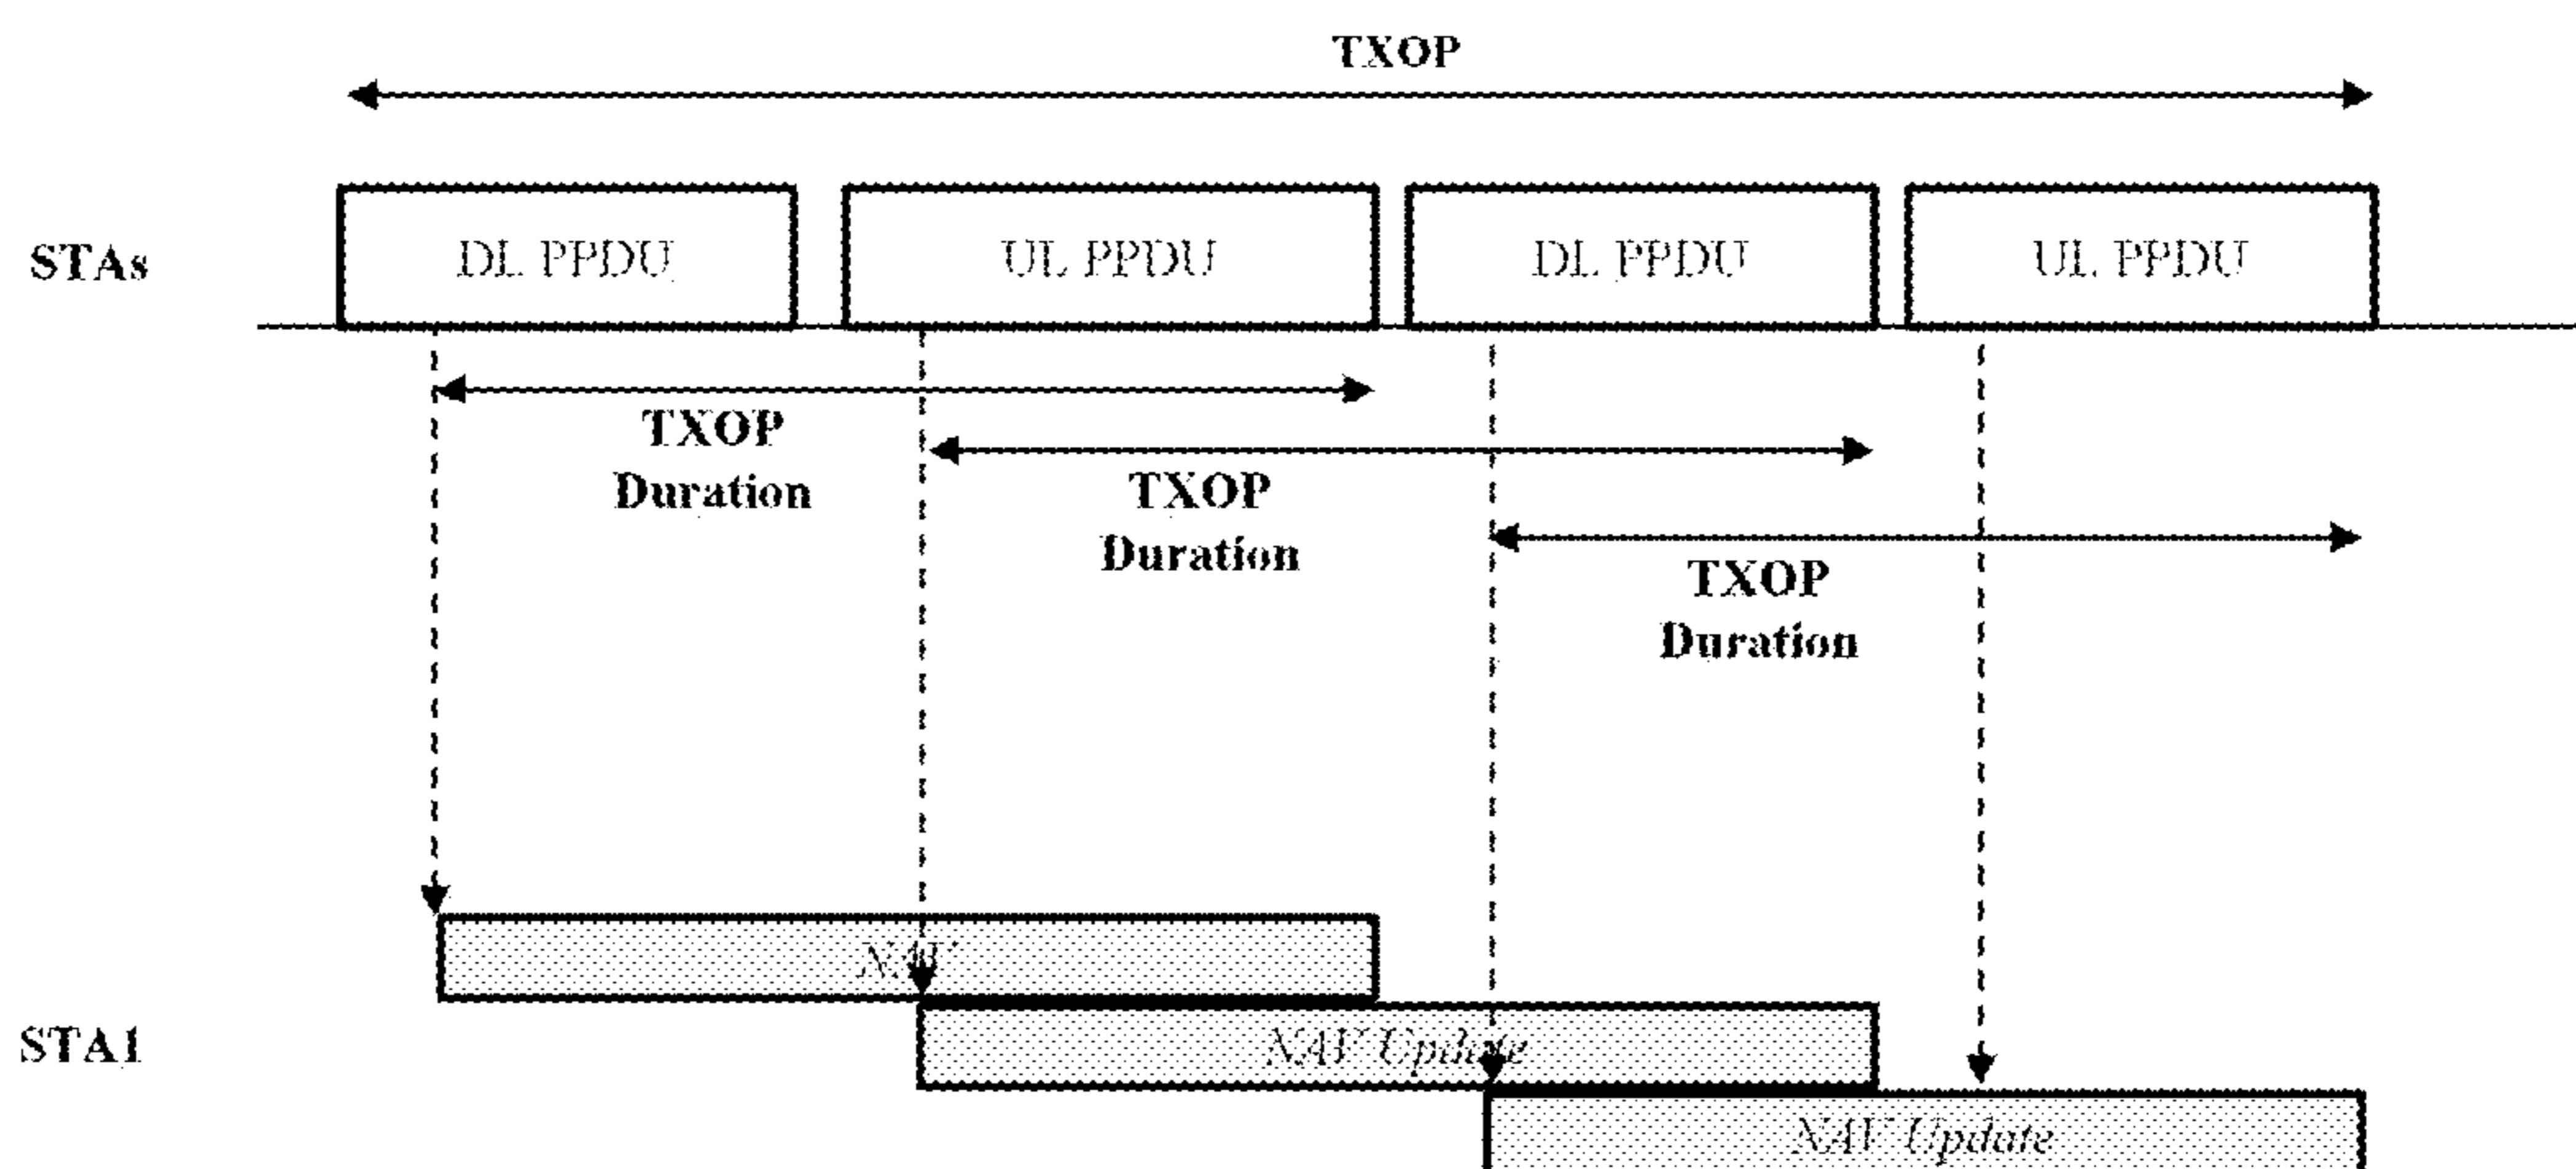 TXOP
STAs
DL PPDU
UL PPDU
DL PPDU
UL PPDU
TXOP
Duration
TXOP
Duration
TXOP
Duration
NAV
STA1
NAV Update
NAV Update